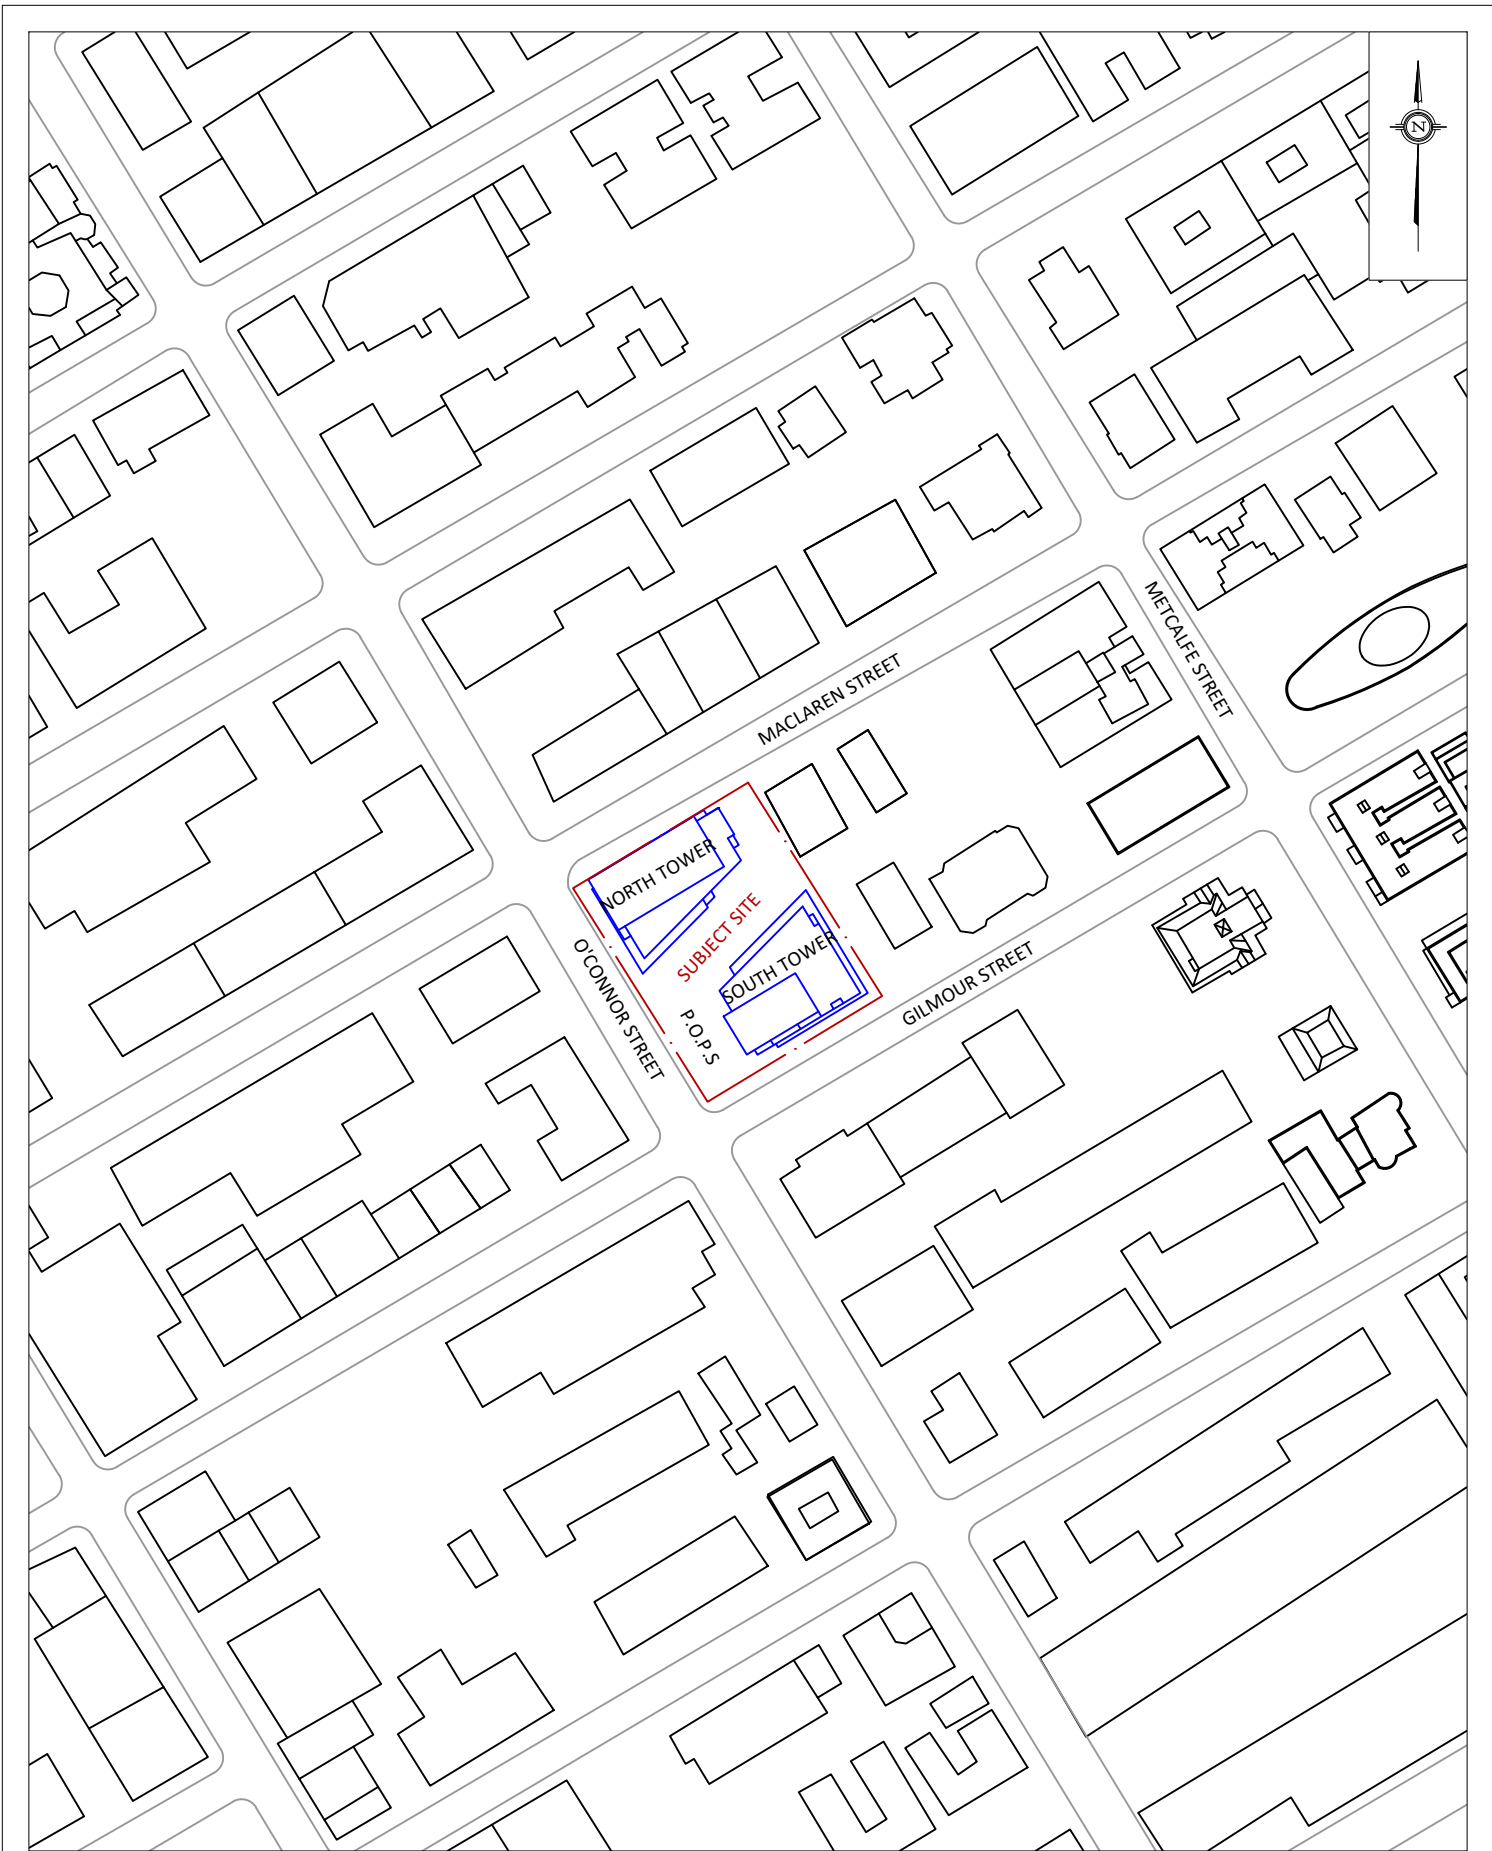 N
METCALFE STREET
MACLAREN STREET
NORTH TOWER
SUBJECT SITE
SOUTH TOWER
O'CONNOR STREET
GILMOUR STREET
P.O.P.S